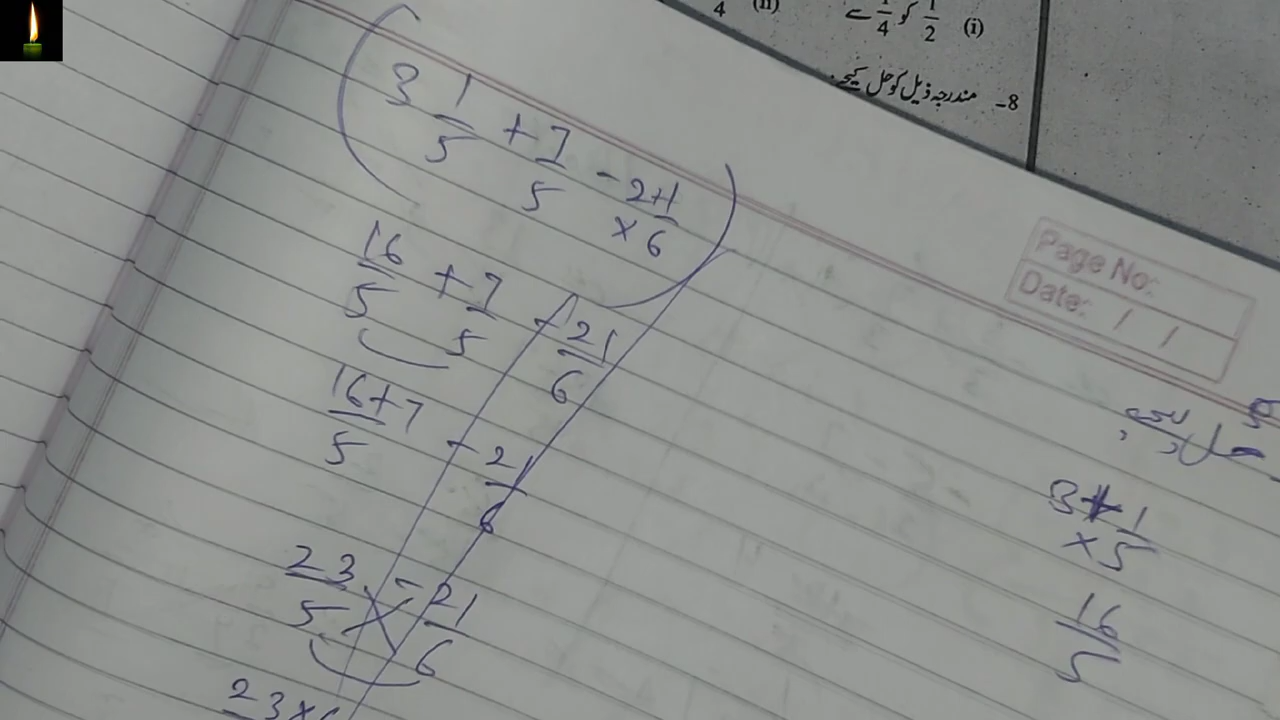 4 (ii) 1/4 کو 1/2 سے (i)
8- مندرجہ ذیل کو حل کیجیے۔
(3 1/5 + 7/5 - 2+1/×6)
16/5 + 7/5 - 21/6
16+7/5 - 21/6
23/5 - 21/6
Page No:
Date: / /
حل
3+1/×5
16/5